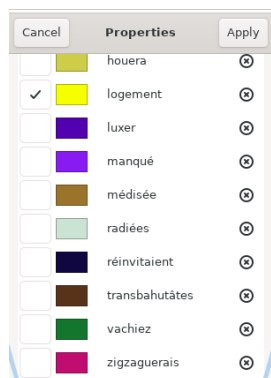 Cancel Properties Apply
houera
logement
luxer
manqué
médisée
radiées
réinvitaient
transbahutâtes
vachiez
zigzaguerais